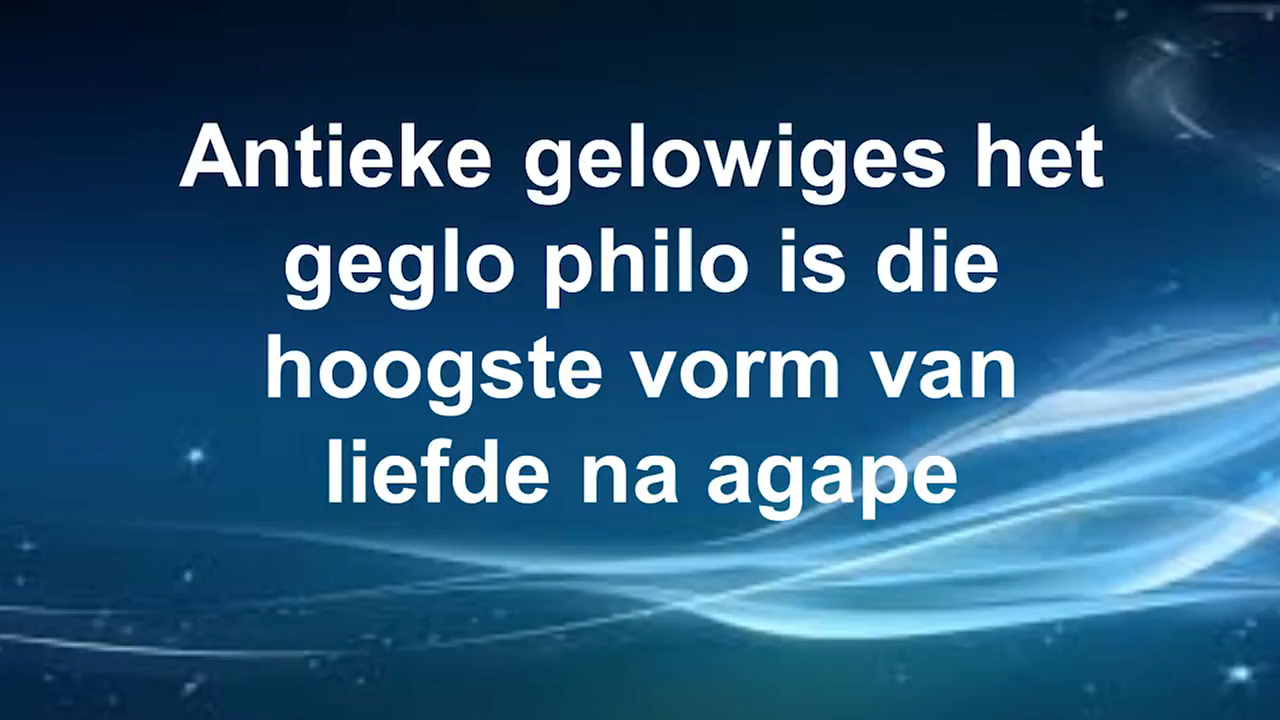 Antieke gelowiges het
geglo philo is die
hoogste vorm van
liefde na agape